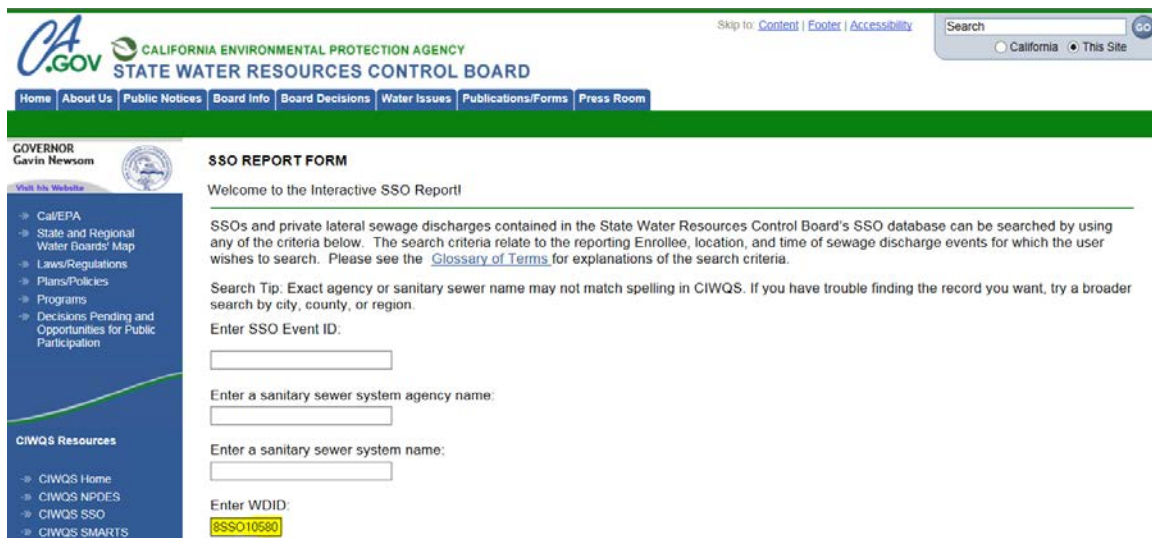 Skip to: Content | Footer | Accessibility
Search
GO
California This Site
CA
.GOV
CALIFORNIA ENVIRONMENTAL PROTECTION AGENCY
STATE WATER RESOURCES CONTROL BOARD
Home About Us Public Notices Board Info Board Decisions Water Issues Publications/Forms Press Room
GOVERNOR
Gavin Newsom
Visit his Website
Cal/EPA
State and Regional
Water Boards' Map
Laws/Regulations
Plans/Policies
Programs
Decisions Pending and
Opportunities for Public
Participation
CIWQS Resources
CIWQS Home
CIWQS NPDES
CIWQS SSO
CIWQS SMARTS
SSO REPORT FORM
Welcome to the Interactive SSO Report!
SSOs and private lateral sewage discharges contained in the State Water Resources Control Board's SSO database can be searched by using
any of the criteria below. The search criteria relate to the reporting Enrollee, location, and time of sewage discharge events for which the user
wishes to search. Please see the Glossary of Terms for explanations of the search criteria.
Search Tip: Exact agency or sanitary sewer name may not match spelling in CIWQS. If you have trouble finding the record you want, try a broader
search by city, county, or region.
Enter SSO Event ID:
Enter a sanitary sewer system agency name:
Enter a sanitary sewer system name:
Enter WDID:
8SSO10580